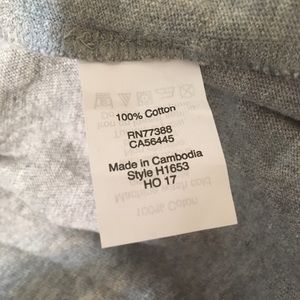 100% Cotton
RN77388
CA56445
Made in Cambodia
Style H1653
HO 17